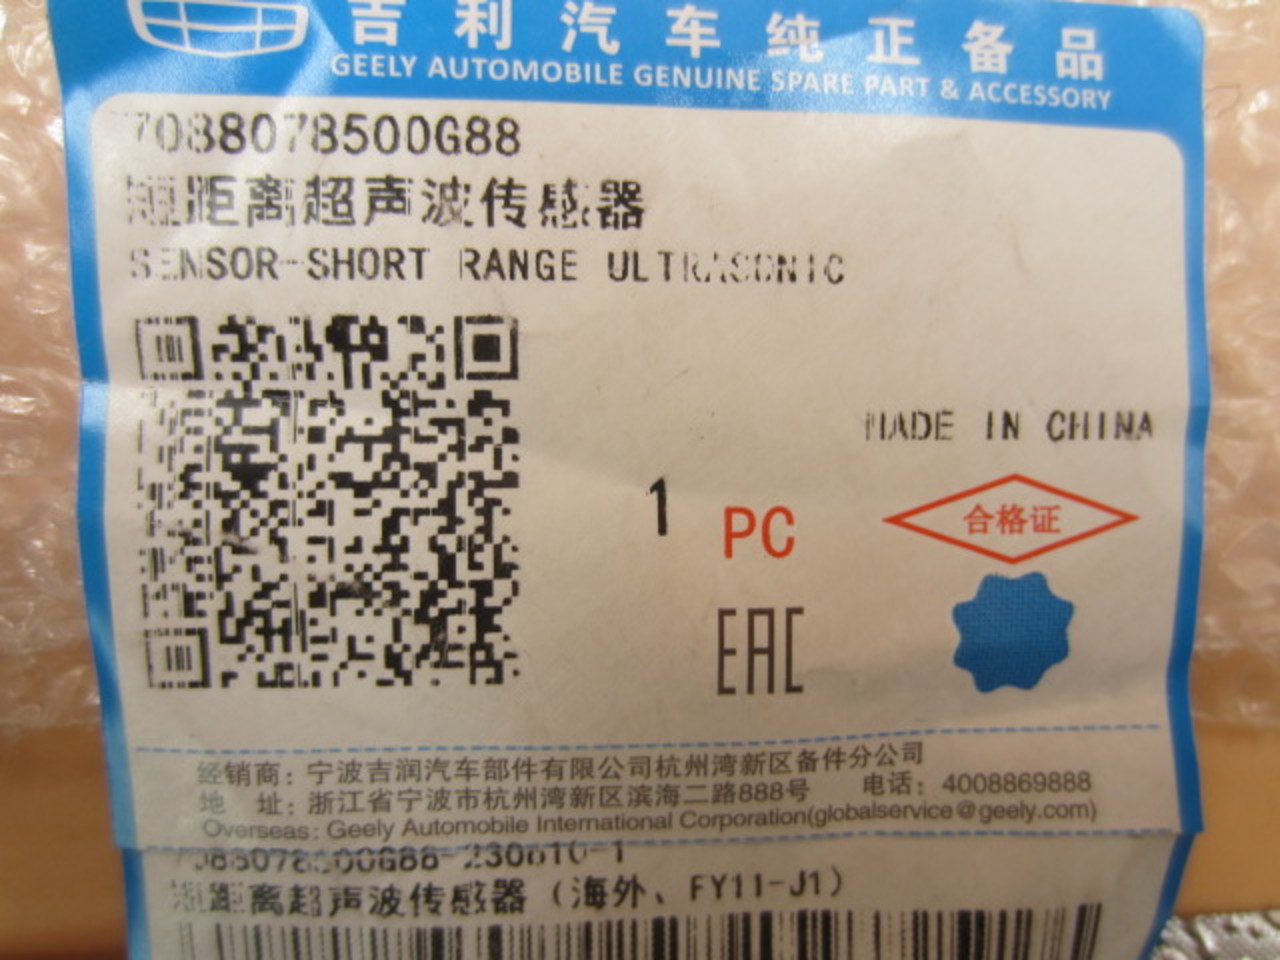 吉利汽车纯正备品
GEELY AUTOMOBILE GENUINE SPARE PART & ACCESSORY
7088078500G88
短距离超声波传感器
SENSOR-SHORT RANGE ULTRASONIC
MADE IN CHINA
1 PC
合格证
EAC
经销商：宁波吉润汽车部件有限公司杭州湾新区备件分公司
地 址：浙江省宁波市杭州湾新区滨海二路888号 电话：4008869888
Overseas: Geely Automobile International Corporation(globalservice@geely.com)
7088078500G88-230610-1
短距离超声波传感器（海外、FY11-J1）